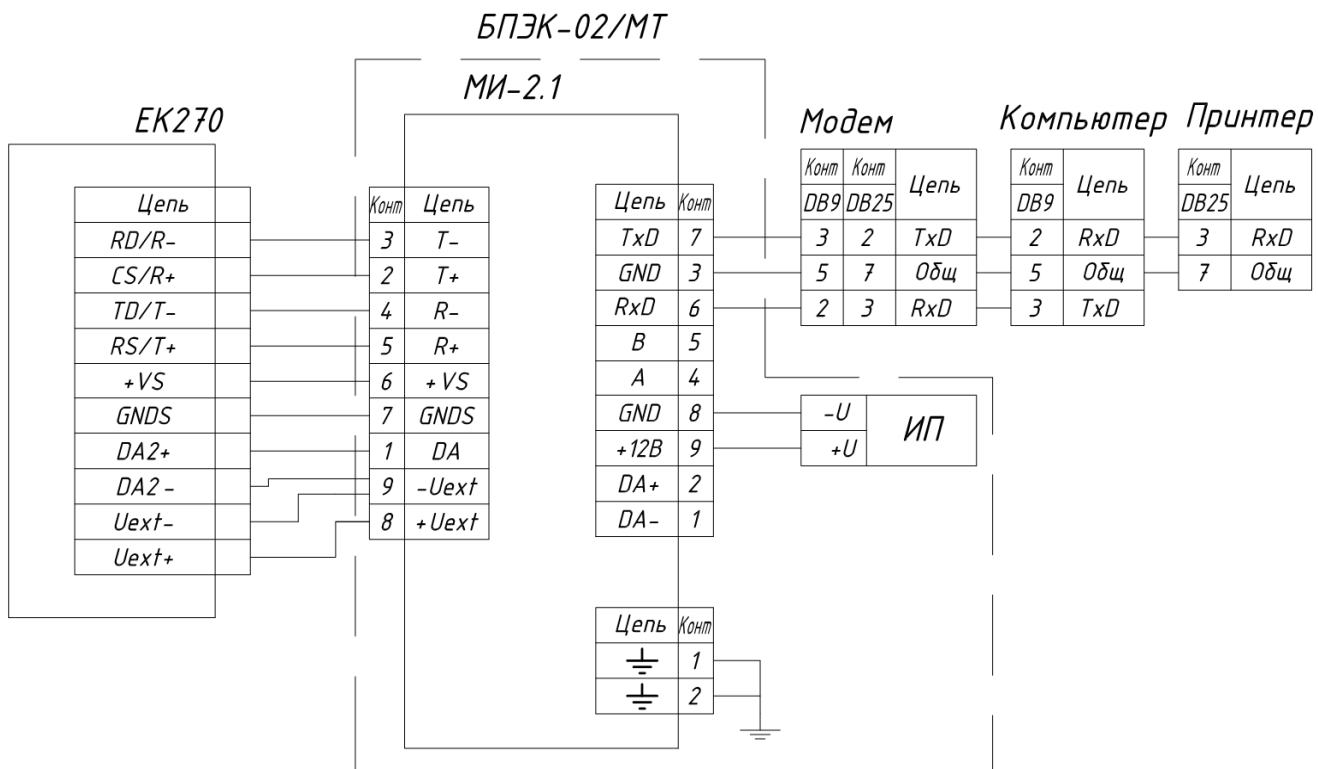 БПЭК-02/МТ
МИ-2.1
ЕК270
Модем Компьютер Принтер
Цепь
RD/R-
CS/R+
TD/T-
RS/T+
+VS
GNDS
DA2+
DA2 -
Uext-
Uext+
Конт Цепь
3 T-
2 T+
4 R-
5 R+
6 +VS
7 GNDS
1 DA
9 -Uext
8 +Uext
Цепь Конт
TxD 7
GND 3
RxD 6
B 5
A 4
GND 8
+12В 9
DA+ 2
DA- 1
Цепь Конт
1
2
Конт Конт Цепь
DB9 DB25
3 2 TxD
5 7 Общ
2 3 RxD
Конт Цепь
DB9
2 RxD
5 Общ
3 TxD
Конт Цепь
DB25
3 RxD
7 Общ
-U ИП
+U